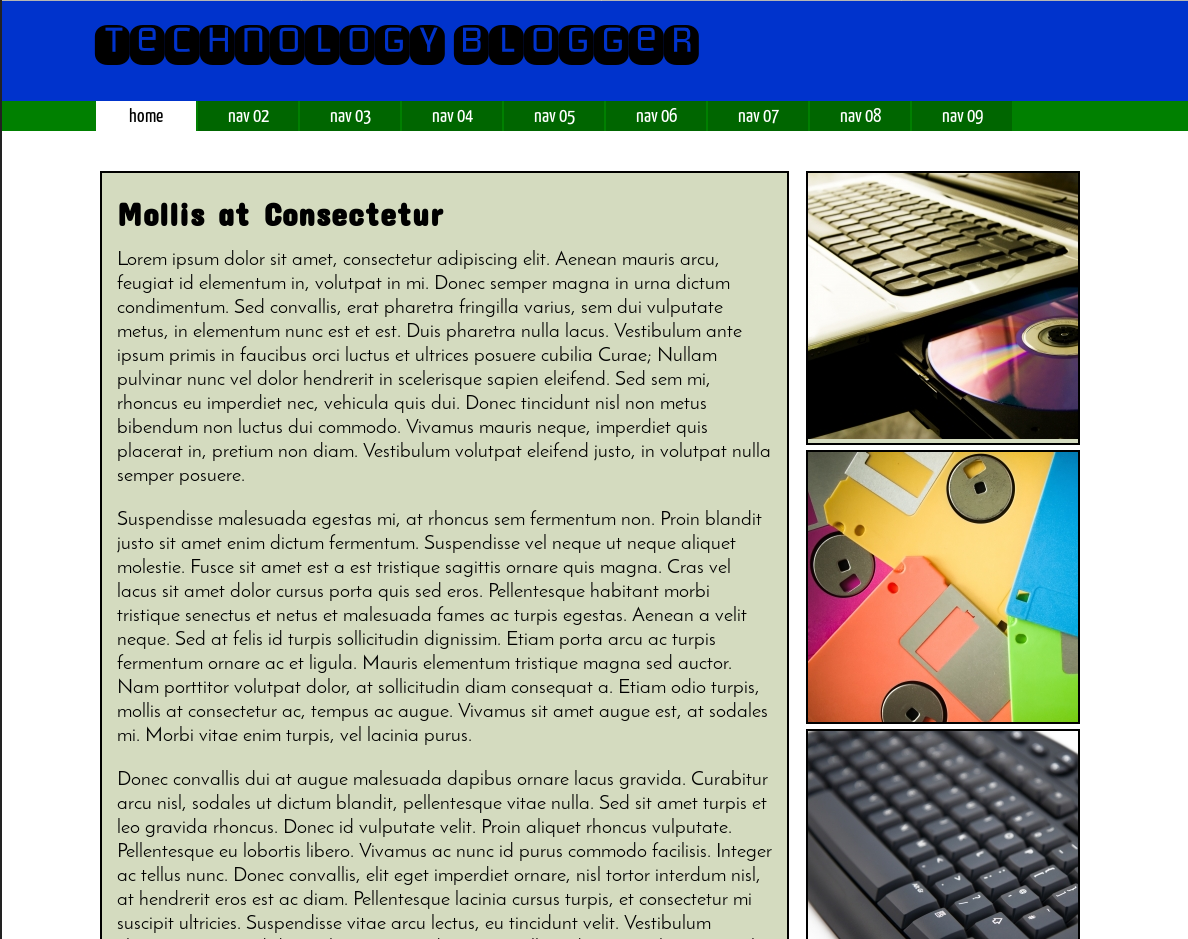 TeCHnOLOGY BLOGGeR
home nav 02 nav 03 nav 04 nav 05 nav 06 nav 07 nav 08 nav 09
Mollis at Consectetur
Lorem ipsum dolor sit amet, consectetur adipiscing elit. Aenean mauris arcu,
feugiat id elementum in, volutpat in mi. Donec semper magna in urna dictum
condimentum. Sed convallis, erat pharetra fringilla varius, sem dui vulputate
metus, in elementum nunc est et est. Duis pharetra nulla lacus. Vestibulum ante
ipsum primis in faucibus orci luctus et ultrices posuere cubilia Curae; Nullam
pulvinar nunc vel dolor hendrerit in scelerisque sapien eleifend. Sed sem mi,
rhoncus eu imperdiet nec, vehicula quis dui. Donec tincidunt nisl non metus
bibendum non luctus dui commodo. Vivamus mauris neque, imperdiet quis
placerat in, pretium non diam. Vestibulum volutpat eleifend justo, in volutpat nulla
semper posuere.
Suspendisse malesuada egestas mi, at rhoncus sem fermentum non. Proin blandit
justo sit amet enim dictum fermentum. Suspendisse vel neque ut neque aliquet
molestie. Fusce sit amet est a est tristique sagittis ornare quis magna. Cras vel
lacus sit amet dolor cursus porta quis sed eros. Pellentesque habitant morbi
tristique senectus et netus et malesuada fames ac turpis egestas. Aenean a velit
neque. Sed at felis id turpis sollicitudin dignissim. Etiam porta arcu ac turpis
fermentum ornare ac et ligula. Mauris elementum tristique magna sed auctor.
Nam porttitor volutpat dolor, at sollicitudin diam consequat a. Etiam odio turpis,
mollis at consectetur ac, tempus ac augue. Vivamus sit amet augue est, at sodales
mi. Morbi vitae enim turpis, vel lacinia purus.
Donec convallis dui at augue malesuada dapibus ornare lacus gravida. Curabitur
arcu nisl, sodales ut dictum blandit, pellentesque vitae nulla. Sed sit amet turpis et
leo gravida rhoncus. Donec id vulputate velit. Proin aliquet rhoncus vulputate.
Pellentesque eu lobortis libero. Vivamus ac nunc id purus commodo facilisis. Integer
ac tellus nunc. Donec convallis, elit eget imperdiet ornare, nisl tortor interdum nisl,
at hendrerit eros est ac diam. Pellentesque lacinia cursus turpis, et consectetur mi
suscipit ultricies. Suspendisse vitae arcu lectus, eu tincidunt velit. Vestibulum